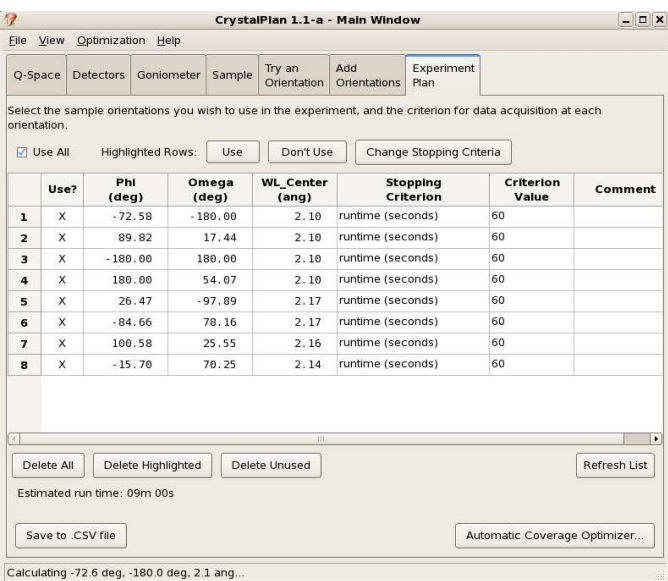 CrystalPlan 1.1-a - Main Window
File View Optimization Help
Q-Space Detectors Goniometer Sample Try an Orientation Add Orientations Experiment Plan
Select the sample orientations you wish to use in the experiment, and the criterion for data acquisition at each
orientation.
Use All Highlighted Rows: Use Don't Use Change Stopping Criteria
Use? Phi (deg) Omega (deg) WL_Center (ang) Stopping Criterion Criterion Value Comment
1 X -72.58 -180.00 2.10 runtime (seconds) 60
2 X 89.82 17.44 2.10 runtime (seconds) 60
3 X -180.00 180.00 2.10 runtime (seconds) 60
4 X 180.00 54.07 2.10 runtime (seconds) 60
5 X 26.47 -97.89 2.17 runtime (seconds) 60
6 X -84.66 78.16 2.17 runtime (seconds) 60
7 X 100.58 25.55 2.16 runtime (seconds) 60
8 X -15.70 70.25 2.14 runtime (seconds) 60
Delete All Delete Highlighted Delete Unused Refresh List
Estimated run time: 09m 00s
Save to .CSV file Automatic Coverage Optimizer...
Calculating -72.6 deg, -180.0 deg, 2.1 ang...